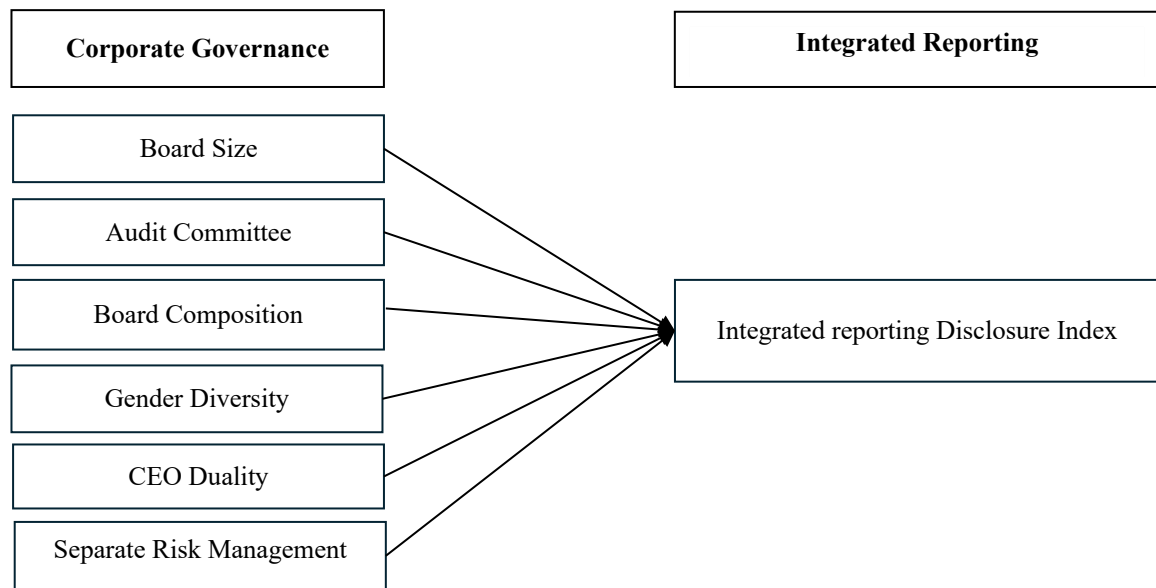 Corporate Governance
Integrated Reporting
Board Size
Audit Committee
Board Composition
Gender Diversity
CEO Duality
Separate Risk Management
Integrated reporting Disclosure Index